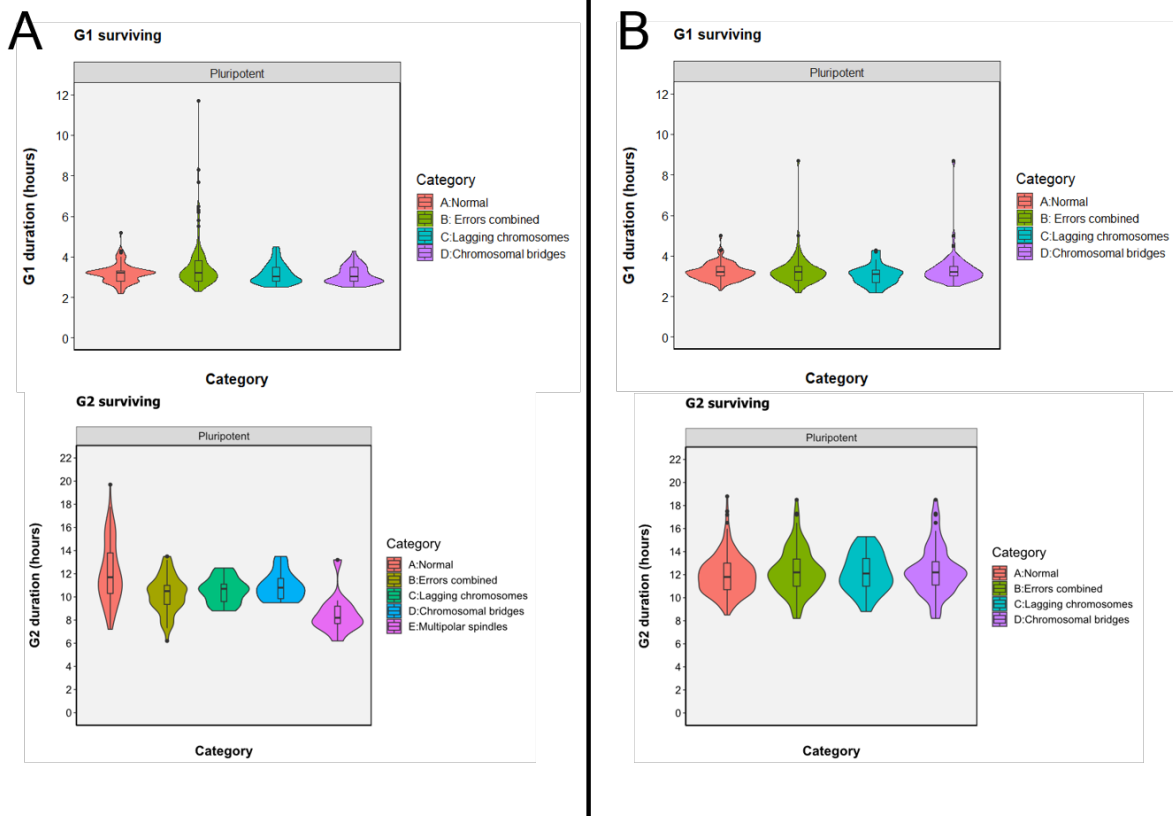 A
G1 surviving
Pluripotent
12
10
8
6
4
2
0
G1 duration (hours)
Category
Category
A:Normal
B: Errors combined
C:Lagging chromosomes
D:Chromosomal bridges
G2 surviving
Pluripotent
22
20
18
16
14
12
10
8
6
4
2
0
G2 duration (hours)
Category
Category
A:Normal
B:Errors combined
C:Lagging chromosomes
D:Chromosomal bridges
E:Multipolar spindles
B
G1 surviving
Pluripotent
12
10
8
6
4
2
0
G1 duration (hours)
Category
Category
A:Normal
B: Errors combined
C:Lagging chromosomes
D:Chromosomal bridges
G2 surviving
Pluripotent
22
20
18
16
14
12
10
8
6
4
2
0
G2 duration (hours)
Category
Category
A:Normal
B:Errors combined
C:Lagging chromosomes
D:Chromosomal bridges